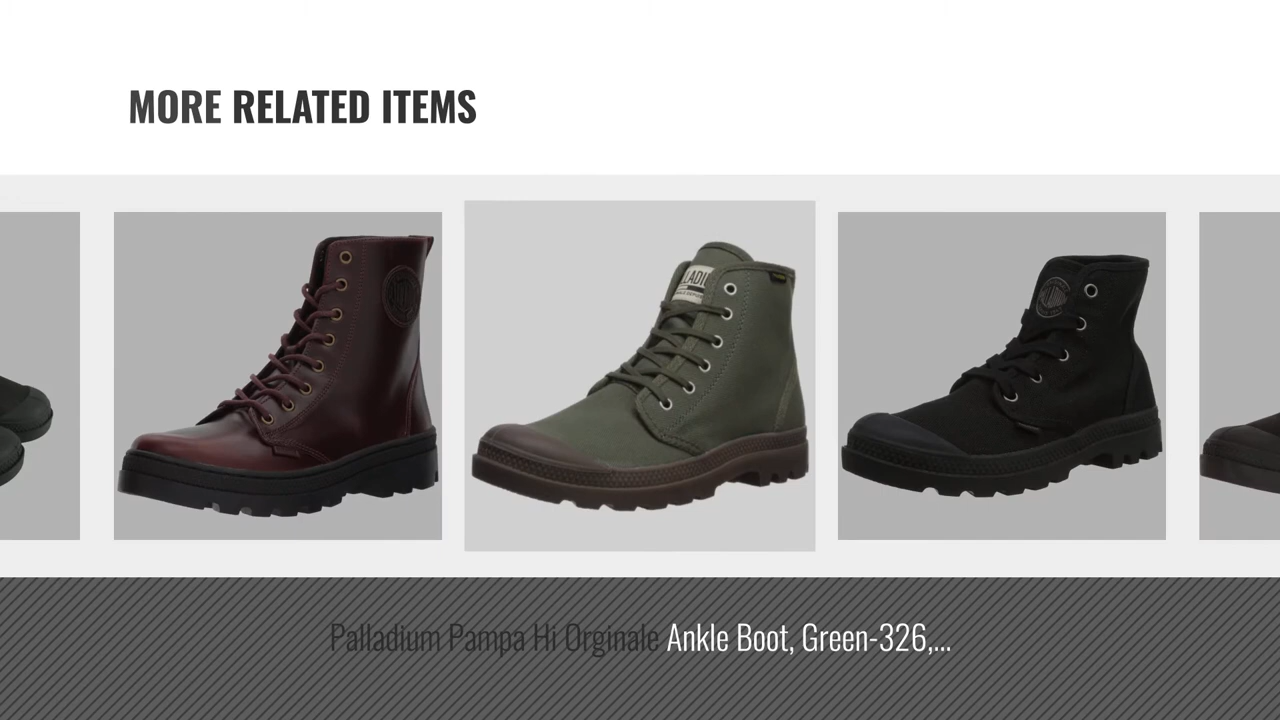 MORE RELATED ITEMS
Palladium Pampa Hi Orginale Ankle Boot, Green-326,...